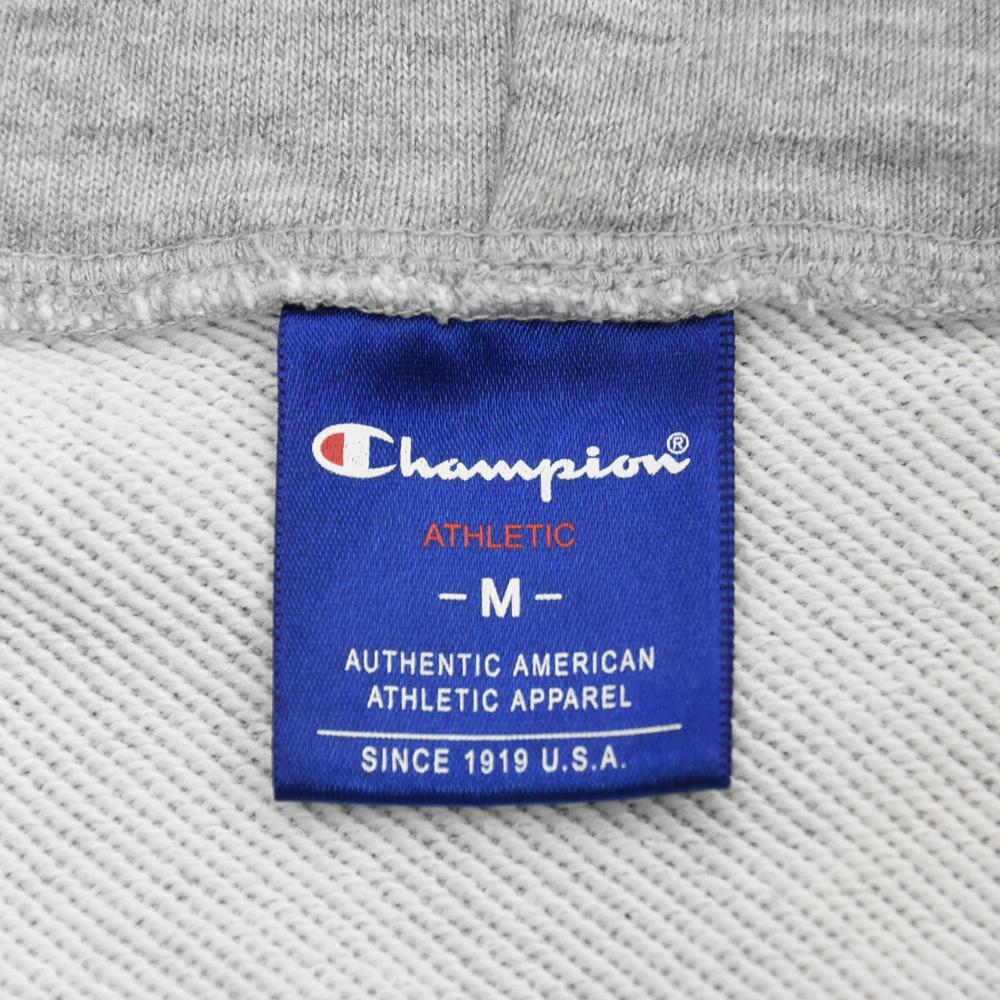 Champion®
ATHLETIC
- M -
AUTHENTIC AMERICAN
ATHLETIC APPAREL
SINCE 1919 U.S.A.